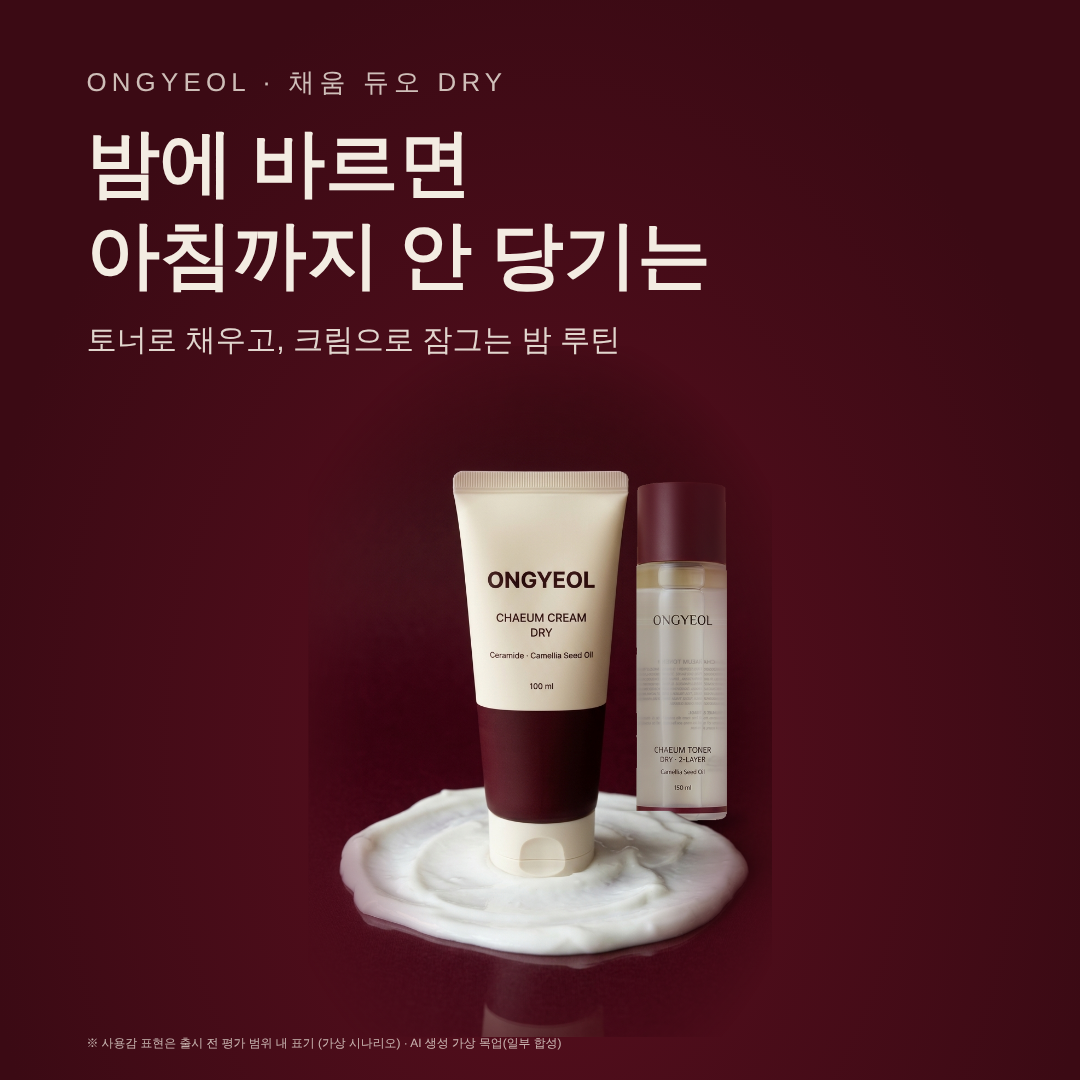 ONGYEOL · 채움 듀오 DRY
밤에 바르면
아침까지 안 당기는
토너로 채우고, 크림으로 잠그는 밤 루틴
ONGYEOL
CHAEUM CREAM
DRY
Ceramide · Camellia Seed Oil
100 ml
ONGYEOL
CHAEUM TONER
DRY · 2-LAYER
Camellia Seed Oil
150 ml
※ 사용감 표현은 출시 전 평가 범위 내 표기 (가상 시나리오) · AI 생성 가상 목업(일부 합성)